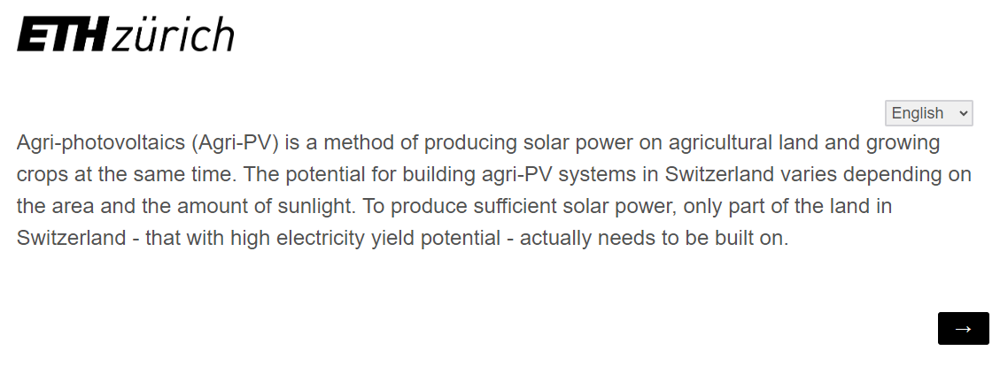 ETH zürich
English
Agri-photovoltaics (Agri-PV) is a method of producing solar power on agricultural land and growing
crops at the same time. The potential for building agri-PV systems in Switzerland varies depending on
the area and the amount of sunlight. To produce sufficient solar power, only part of the land in
Switzerland - that with high electricity yield potential - actually needs to be built on.
→